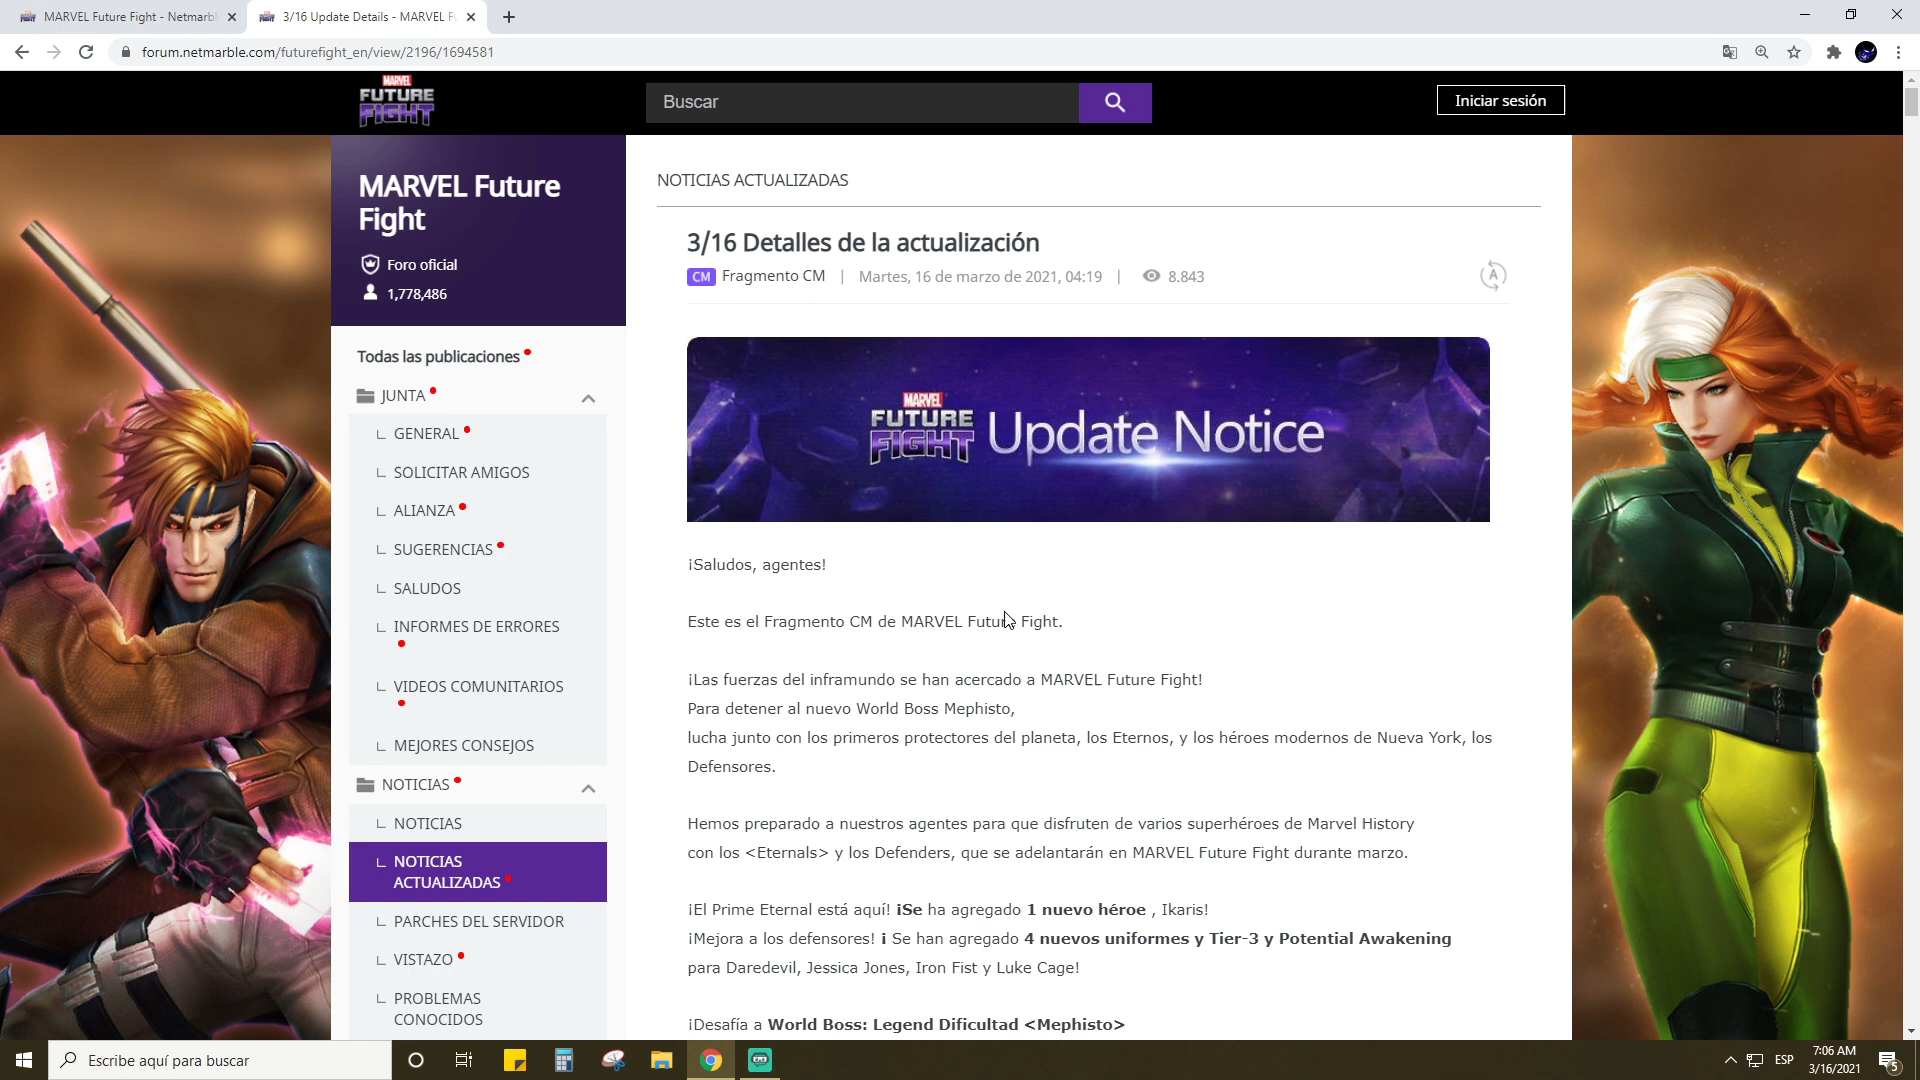 MARVEL Future Fight - Netmarbl
3/16 Update Details - MARVEL Fu
forum.netmarble.com/futurefight_en/view/2196/1694581
MARVEL
FUTURE
FIGHT
Buscar
Iniciar sesión
MARVEL Future
Fight
Foro oficial
1,778,486
Todas las publicaciones
JUNTA
GENERAL
SOLICITAR AMIGOS
ALIANZA
SUGERENCIAS
SALUDOS
INFORMES DE ERRORES
VIDEOS COMUNITARIOS
MEJORES CONSEJOS
NOTICIAS
NOTICIAS
NOTICIAS
ACTUALIZADAS
PARCHES DEL SERVIDOR
VISTAZO
PROBLEMAS
CONOCIDOS
NOTICIAS ACTUALIZADAS
3/16 Detalles de la actualización
CM Fragmento CM | Martes, 16 de marzo de 2021, 04:19 | 8.843
A
MARVEL
FUTURE
FIGHT
Update Notice
¡Saludos, agentes!
Este es el Fragmento CM de MARVEL Future Fight.
¡Las fuerzas del inframundo se han acercado a MARVEL Future Fight!
Para detener al nuevo World Boss Mephisto,
lucha junto con los primeros protectores del planeta, los Eternos, y los héroes modernos de Nueva York, los
Defensores.
Hemos preparado a nuestros agentes para que disfruten de varios superhéroes de Marvel History
con los <Eternals> y los Defenders, que se adelantarán en MARVEL Future Fight durante marzo.
¡El Prime Eternal está aquí! ¡Se ha agregado 1 nuevo héroe , Ikaris!
¡Mejora a los defensores! ¡ Se han agregado 4 nuevos uniformes y Tier-3 y Potential Awakening
para Daredevil, Jessica Jones, Iron Fist y Luke Cage!
¡Desafía a World Boss: Legend Dificultad <Mephisto>
Escribe aquí para buscar
ESP
7:06 AM
3/16/2021
5